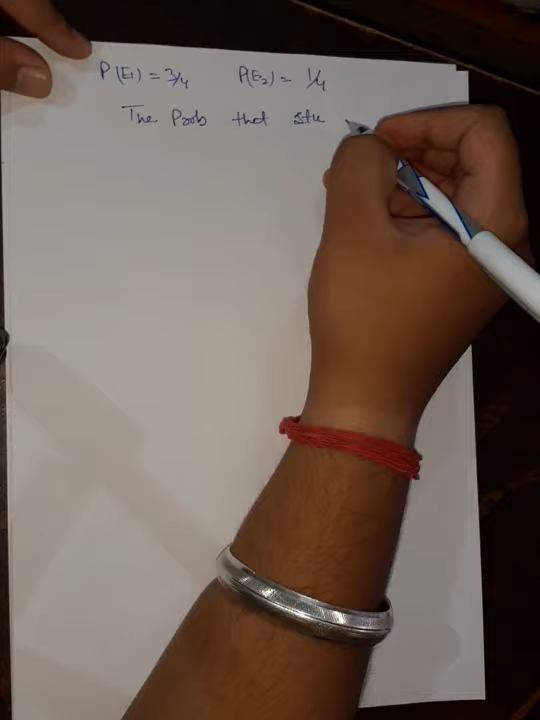 P(E₁) = 3/4 P(E₂) = 1/4
The Prob that stu